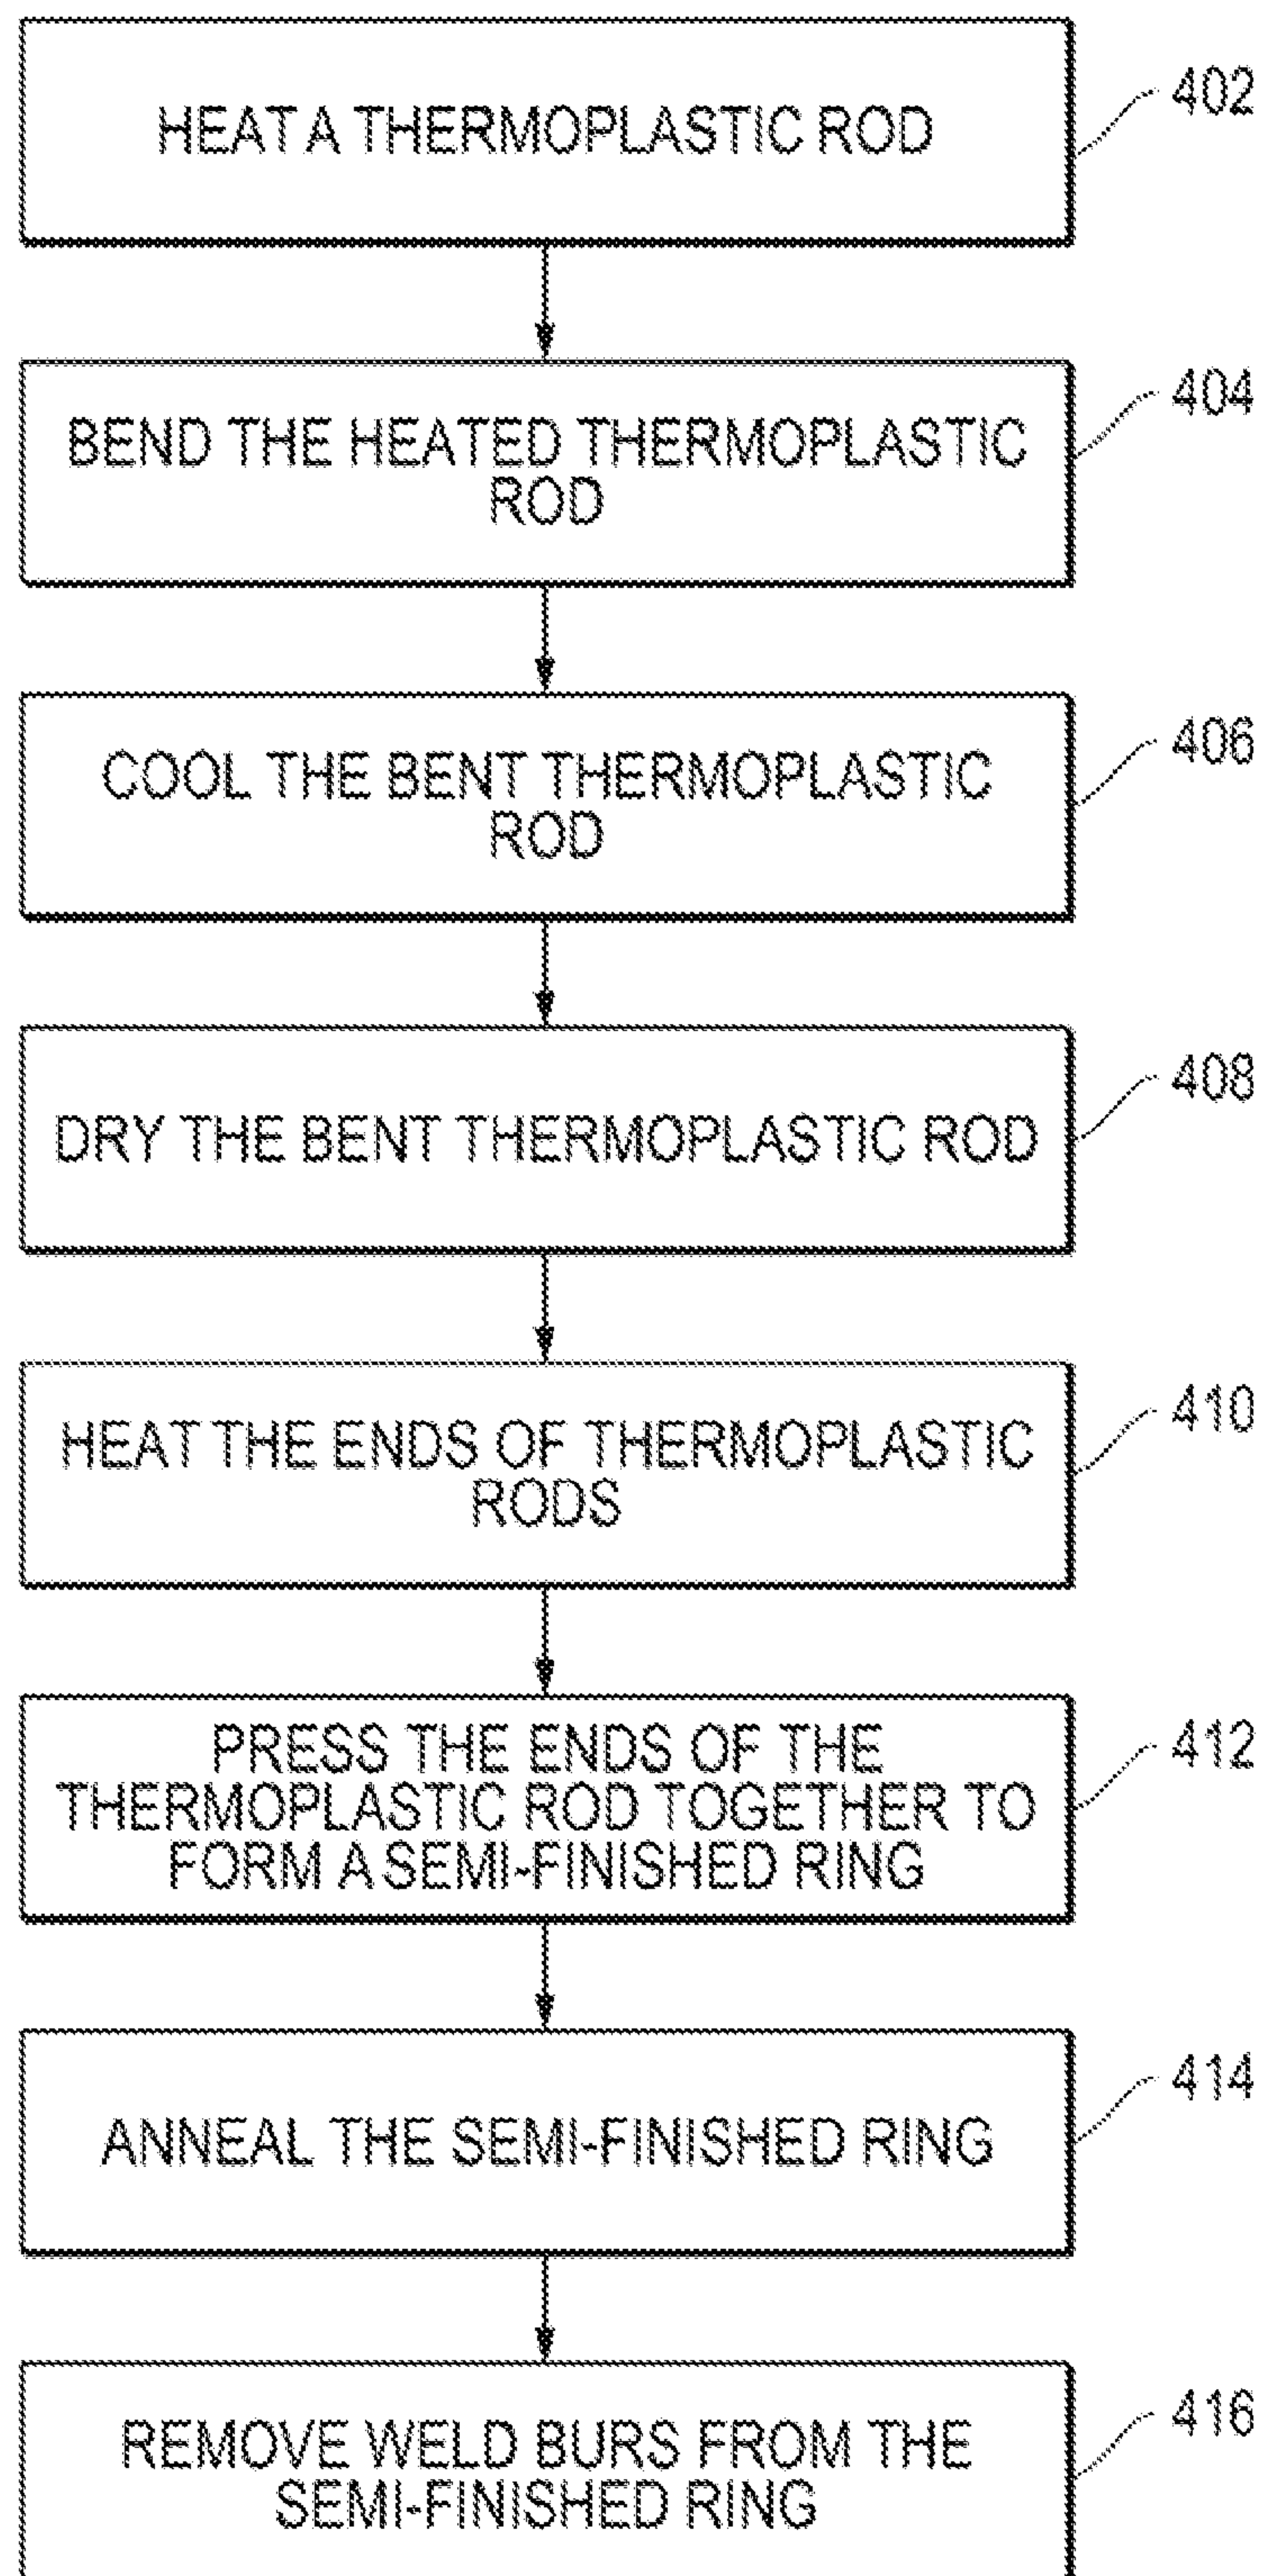 HEAT A THERMOPLASTIC ROD
402
BEND THE HEATED THERMOPLASTIC
ROD
404
COOL THE BENT THERMOPLASTIC
ROD
406
DRY THE BENT THERMOPLASTIC ROD
408
HEAT THE ENDS OF THERMOPLASTIC
RODS
410
PRESS THE ENDS OF THE
THERMOPLASTIC ROD TOGETHER TO
FORM A SEMI-FINISHED RING
412
ANNEAL THE SEMI-FINISHED RING
414
REMOVE WELD BURS FROM THE
SEMI-FINISHED RING
416